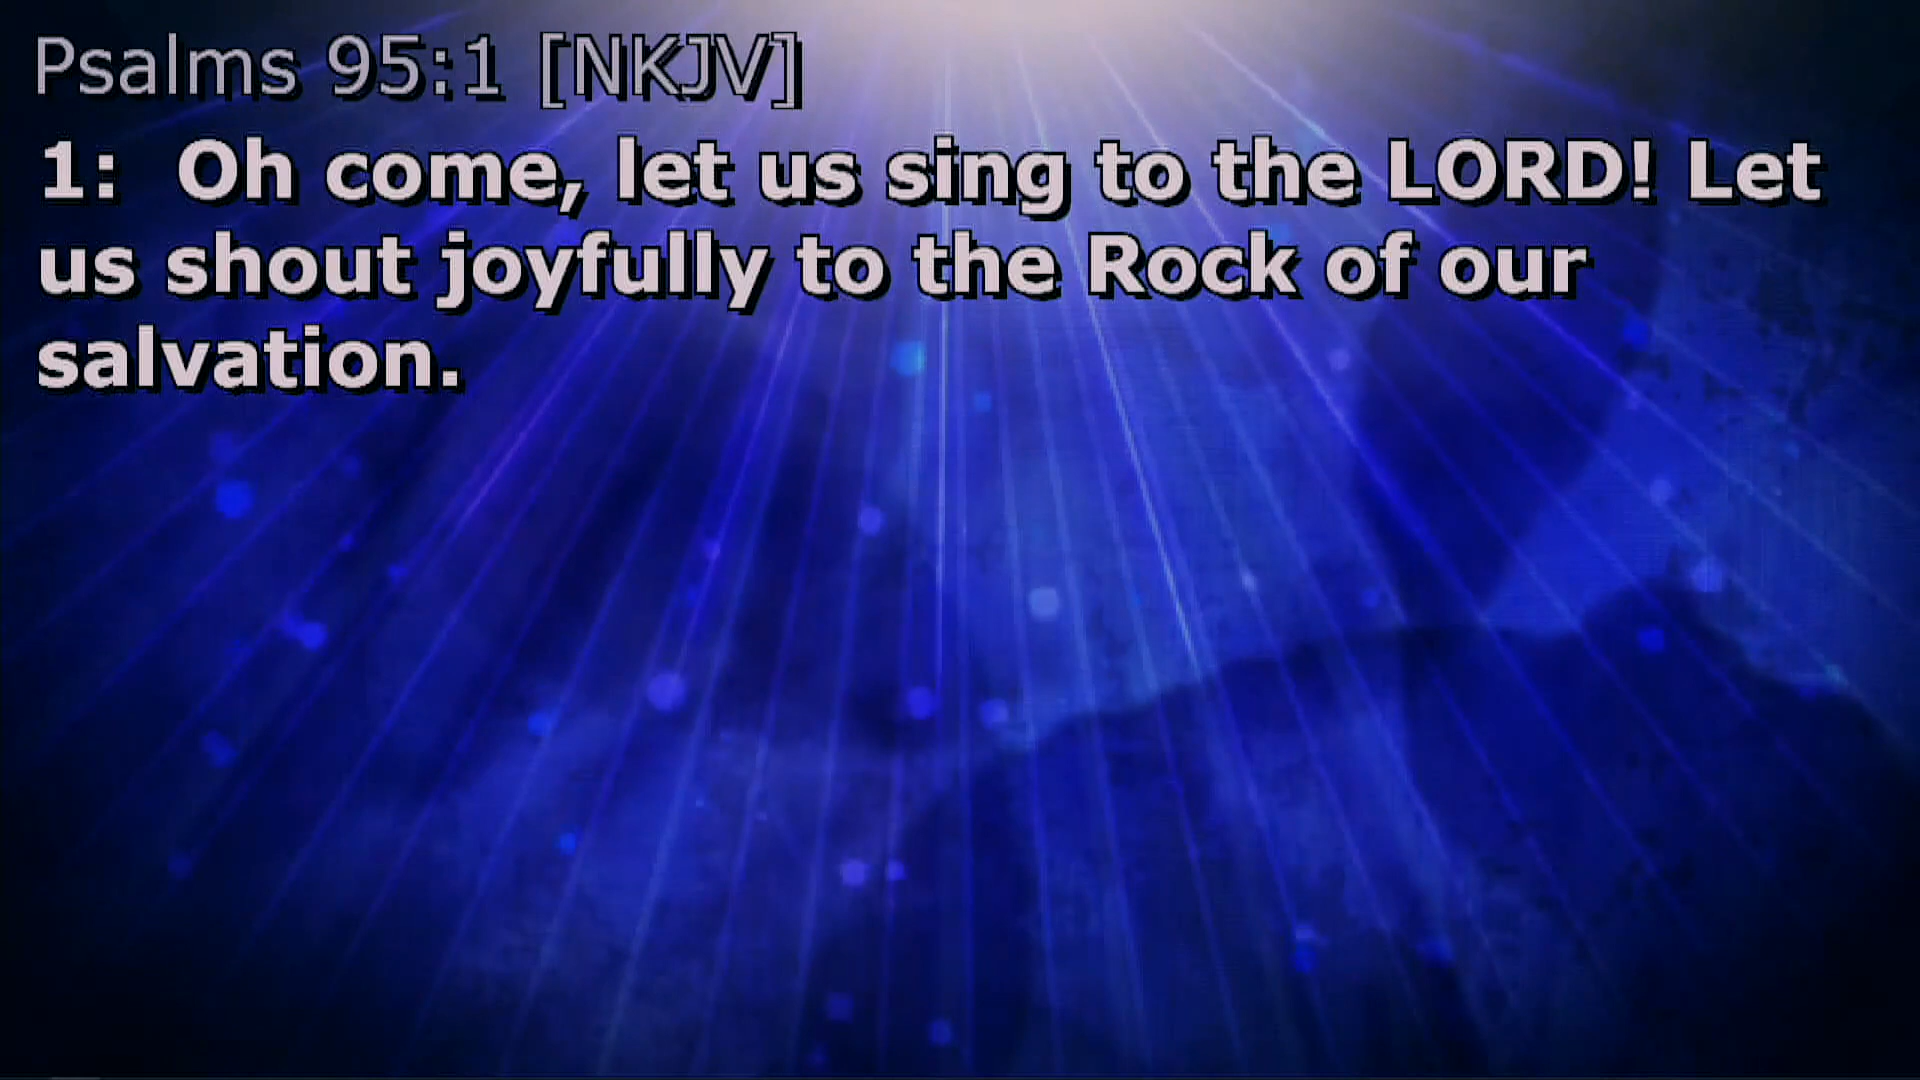 Psalms 95:1 [NKJV]
1:  Oh come, let us sing to the LORD! Let
us shout joyfully to the Rock of our
salvation.